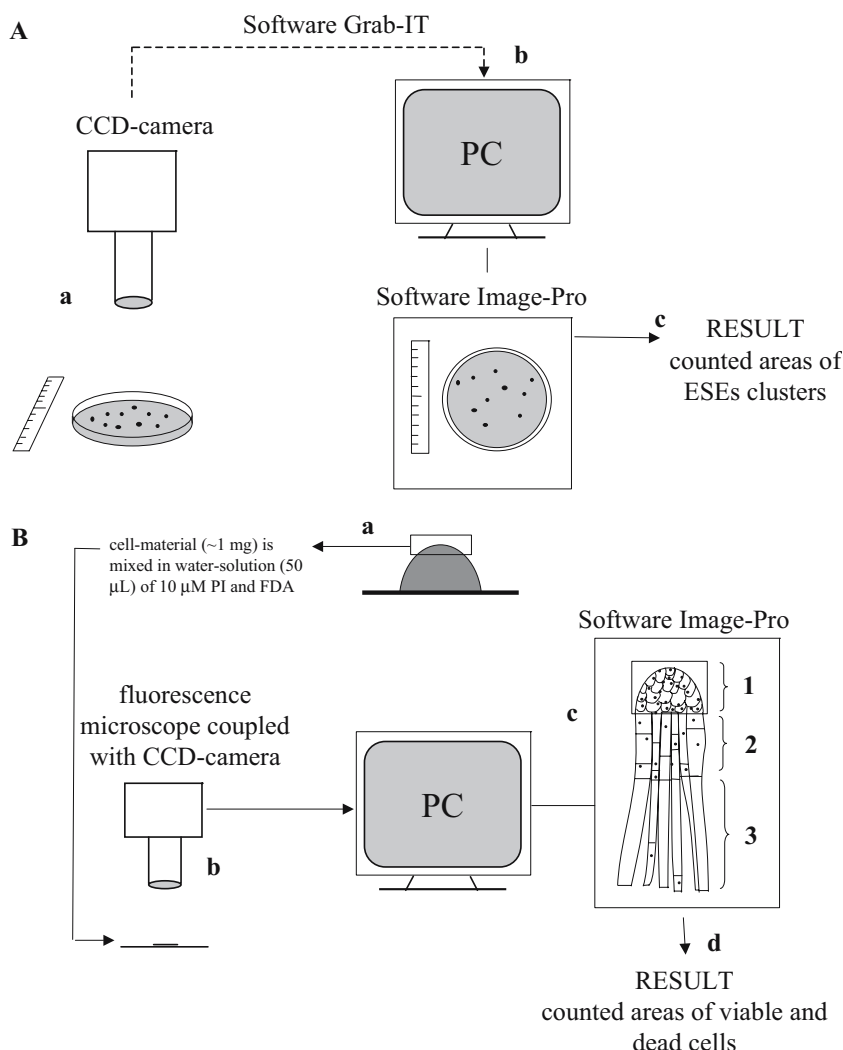 A
Software Grab-IT
b
CCD-camera
PC
a
Software Image-Pro
c
RESULT
counted areas of
ESEs clusters
B
a
cell-material (~1 mg) is
mixed in water-solution (50
μL) of 10 μM PI and FDA
Software Image-Pro
1
fluorescence
microscope coupled
with CCD-camera
c
2
PC
3
b
d
RESULT
counted areas of viable and
dead cells